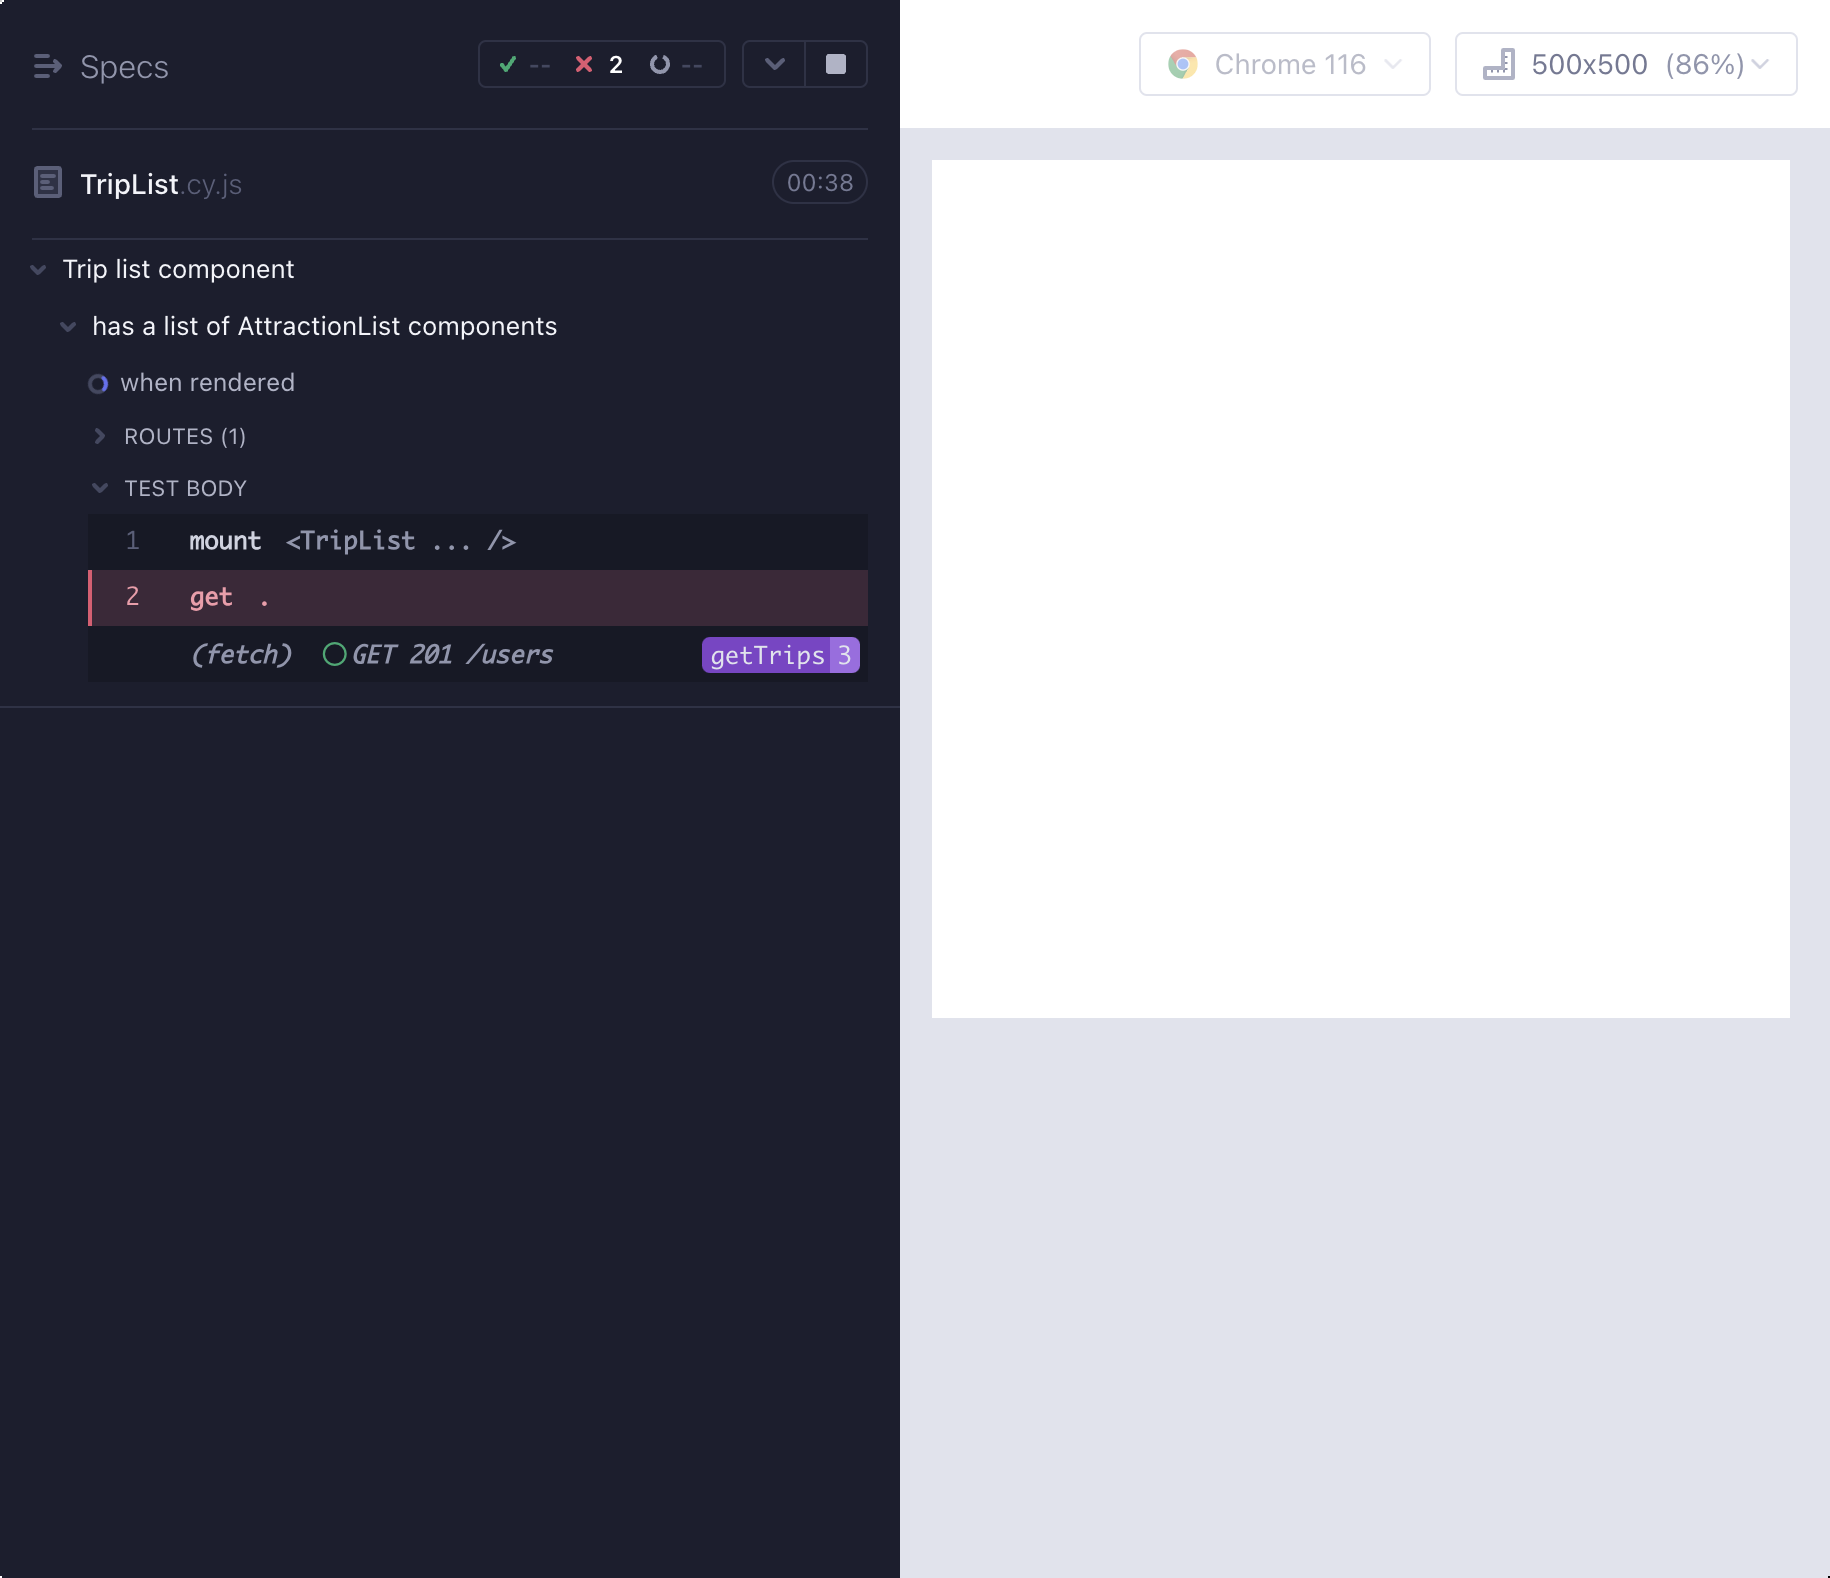 Specs
-- 2 --
Chrome 116
500x500 (86%)
TripList.cy.js
00:38
Trip list component
has a list of AttractionList components
when rendered
ROUTES (1)
TEST BODY
1 mount <TripList ... />
2 get .
(fetch) GET 201 /users getTrips 3